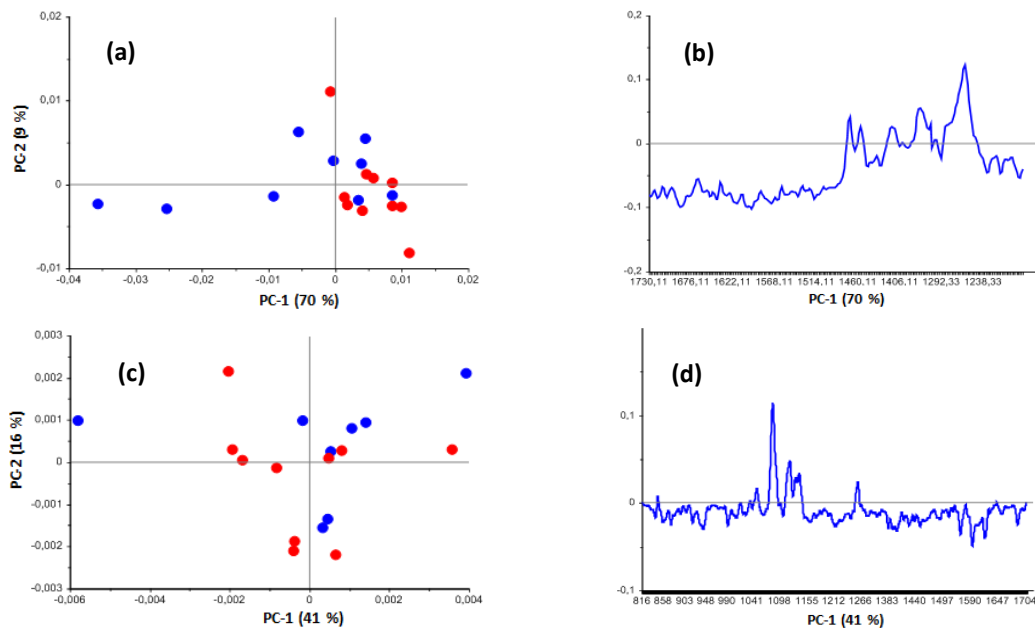 (a)
0,02
0,01
0
-0,01
PC-2 (9 %)
-0,04 -0,03 -0,02 -0,01 0 0,01 0,02
PC-1 (70 %)
(b)
0,2
0,1
0
-0,1
-0,2
1730,11 1676,11 1622,11 1568,11 1514,11 1460,11 1406,11 1292,33 1238,33
PC-1 (70 %)
(c)
0,003
0,002
0,001
0
-0,001
-0,002
-0,003
PC-2 (16 %)
-0,006 -0,002 0 0,002 0,004
PC-1 (41 %)
(d)
0,1
0
-0,1
816 858 903 948 990 1041 1098 1155 1212 1266 1383 1440 1497 1590 1647 1704
PC-1 (41 %)